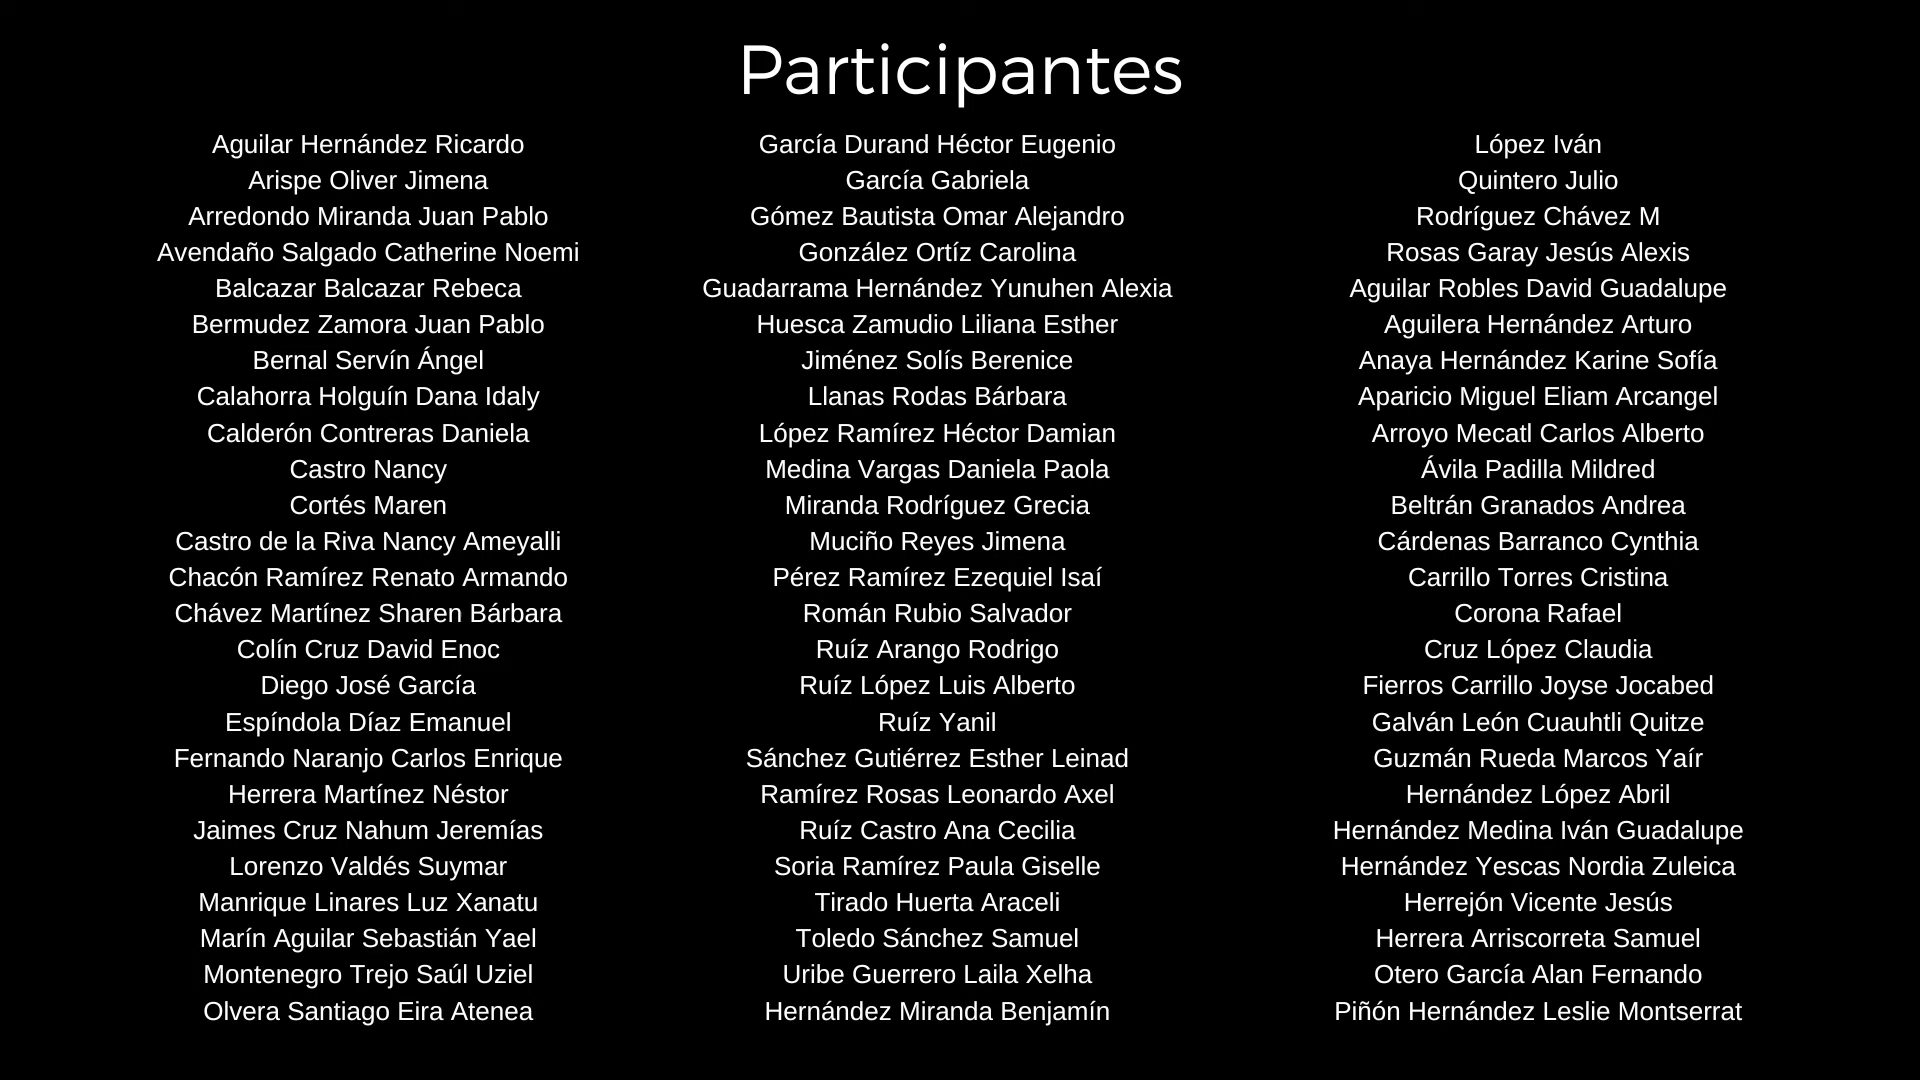 Participantes
Aguilar Hernández Ricardo
Arispe Oliver Jimena
Arredondo Miranda Juan Pablo
Avendaño Salgado Catherine Noemi
Balcazar Balcazar Rebeca
Bermudez Zamora Juan Pablo
Bernal Servín Ángel
Calahorra Holguín Dana Idaly
Calderón Contreras Daniela
Castro Nancy
Cortés Maren
Castro de la Riva Nancy Ameyalli
Chacón Ramírez Renato Armando
Chávez Martínez Sharen Bárbara
Colín Cruz David Enoc
Diego José García
Espíndola Díaz Emanuel
Fernando Naranjo Carlos Enrique
Herrera Martínez Néstor
Jaimes Cruz Nahum Jeremías
Lorenzo Valdés Suymar
Manrique Linares Luz Xanatu
Marín Aguilar Sebastián Yael
Montenegro Trejo Saúl Uziel
Olvera Santiago Eira Atenea
García Durand Héctor Eugenio
García Gabriela
Gómez Bautista Omar Alejandro
González Ortíz Carolina
Guadarrama Hernández Yunuhen Alexia
Huesca Zamudio Liliana Esther
Jiménez Solís Berenice
Llanas Rodas Bárbara
López Ramírez Héctor Damian
Medina Vargas Daniela Paola
Miranda Rodríguez Grecia
Muciño Reyes Jimena
Pérez Ramírez Ezequiel Isaí
Román Rubio Salvador
Ruíz Arango Rodrigo
Ruíz López Luis Alberto
Ruíz Yanil
Sánchez Gutiérrez Esther Leinad
Ramírez Rosas Leonardo Axel
Ruíz Castro Ana Cecilia
Soria Ramírez Paula Giselle
Tirado Huerta Araceli
Toledo Sánchez Samuel
Uribe Guerrero Laila Xelha
Hernández Miranda Benjamín
López Iván
Quintero Julio
Rodríguez Chávez M
Rosas Garay Jesús Alexis
Aguilar Robles David Guadalupe
Aguilera Hernández Arturo
Anaya Hernández Karine Sofía
Aparicio Miguel Eliam Arcangel
Arroyo Mecatl Carlos Alberto
Ávila Padilla Mildred
Beltrán Granados Andrea
Cárdenas Barranco Cynthia
Carrillo Torres Cristina
Corona Rafael
Cruz López Claudia
Fierros Carrillo Joyse Jocabed
Galván León Cuauhtli Quitze
Guzmán Rueda Marcos Yaír
Hernández López Abril
Hernández Medina Iván Guadalupe
Hernández Yescas Nordia Zuleica
Herrejón Vicente Jesús
Herrera Arriscorreta Samuel
Otero García Alan Fernando
Piñón Hernández Leslie Montserrat